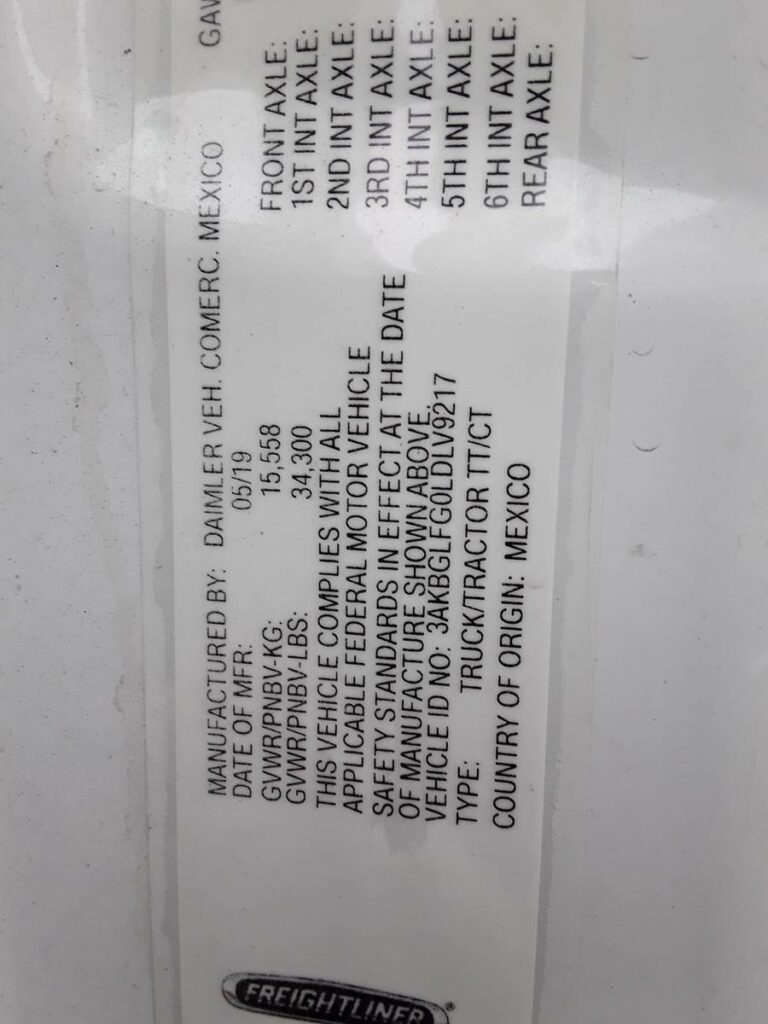 FREIGHTLINER
MANUFACTURED BY: DAIMLER VEH. COMERC. MEXICO
DATE OF MFR: 05/19
GVWR/PNBV-KG: 15,558
GVWR/PNBV-LBS: 34,300
THIS VEHICLE COMPLIES WITH ALL
APPLICABLE FEDERAL MOTOR VEHICLE
SAFETY STANDARDS IN EFFECT AT THE DATE
OF MANUFACTURE SHOWN ABOVE.
VEHICLE ID NO: 3AKBGLFG0LDLV9217
TYPE: TRUCK/TRACTOR TT/CT
COUNTRY OF ORIGIN: MEXICO
FRONT AXLE:
1ST INT AXLE:
2ND INT AXLE:
3RD INT AXLE:
4TH INT AXLE:
5TH INT AXLE:
6TH INT AXLE:
REAR AXLE: